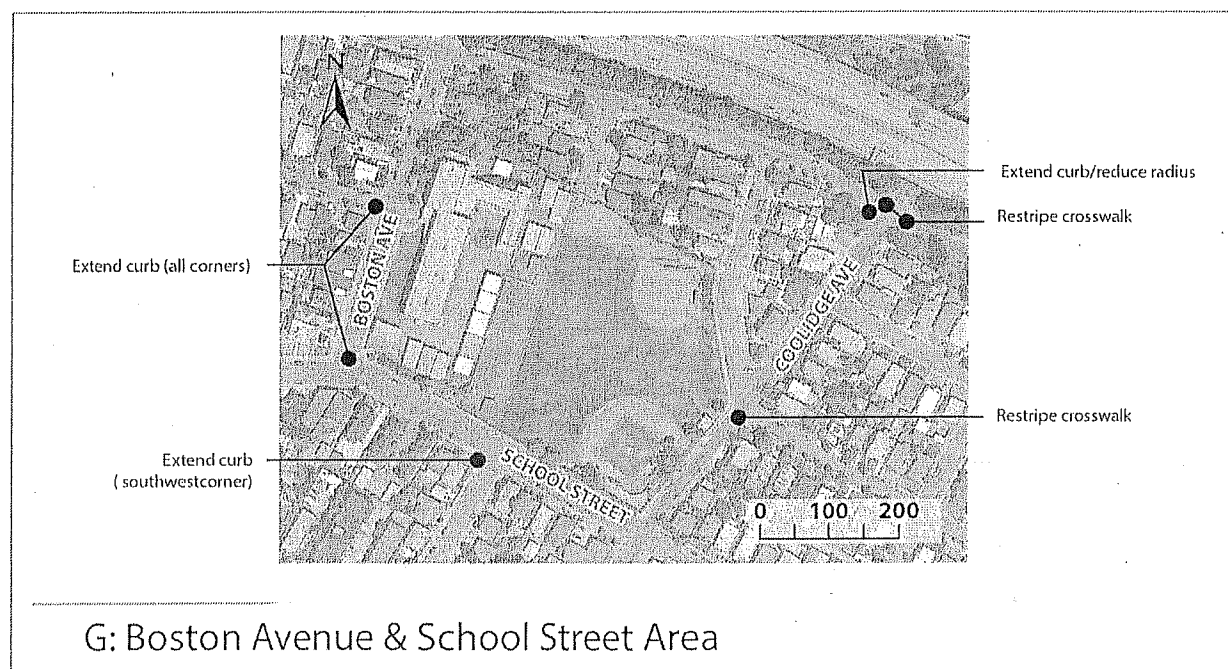 N
Extend curb/reduce radius
Restripe crosswalk
BOSTON AVE
Extend curb (all corners)
COOLIDGE AVE
Restripe crosswalk
Extend curb
( southwestcorner)
SCHOOL STREET
0 100 200
G: Boston Avenue & School Street Area